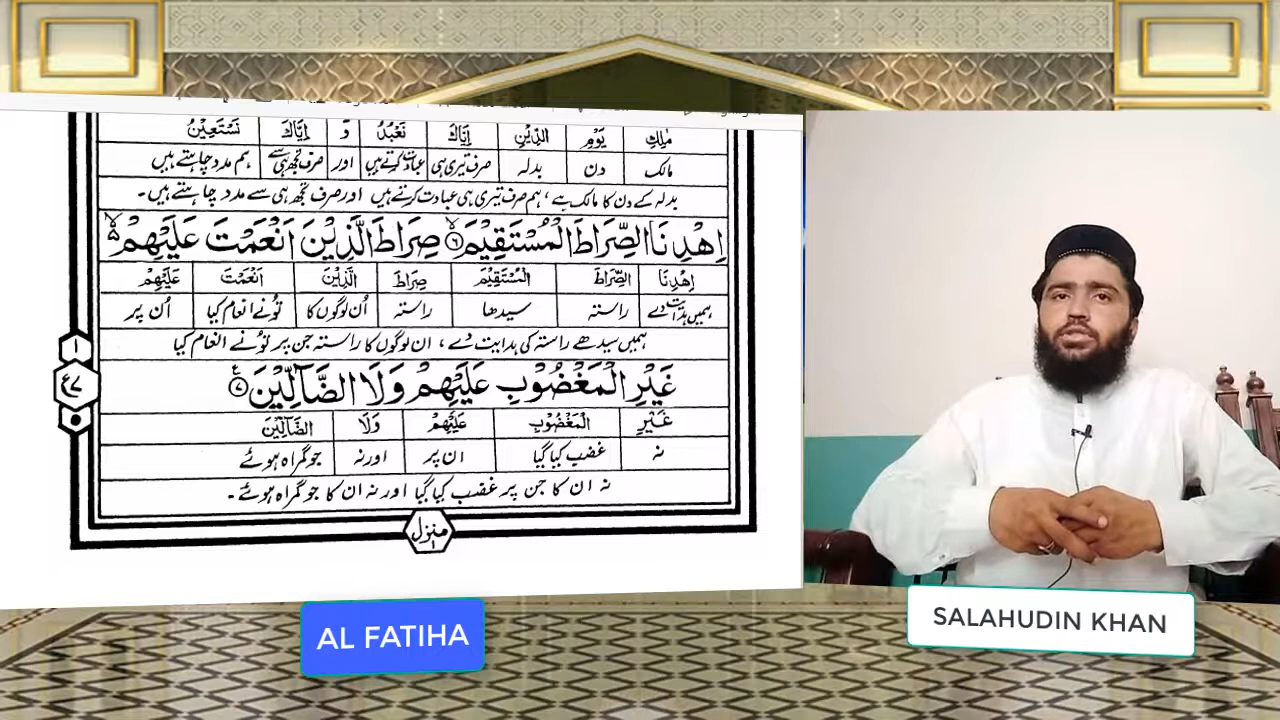 مٰلِكِ یَوْمِ الدِّیْنِ اِیَّاكَ نَعْبُدُ وَ اِیَّاكَ نَسْتَعِیْنُ
مالک دن بدلہ صرف تیری ہی عبادت کرتے ہیں اور صرف تجھ ہی سے ہم مدد چاہتے ہیں
بدلہ کے دن کا مالک ہے، ہم صرف تیری ہی عبادت کرتے ہیں اور صرف تجھ ہی سے مدد چاہتے ہیں۔
اِهْدِنَا الصِّرَاطَ الْمُسْتَقِیْمَ ۶ صِرَاطَ الَّذِیْنَ اَنْعَمْتَ عَلَیْهِمْ ۵
اِهْدِنَا الصِّرَاطَ الْمُسْتَقِیْمَ صِرَاطَ الَّذِیْنَ اَنْعَمْتَ عَلَیْهِمْ
ہمیں ہدایت دے راستہ سیدھا راستہ اُن لوگوں کا تُونے انعام کیا اُن پر
ہمیں سیدھے راستہ کی ہدایت دے، ان لوگوں کا راستہ جن پر تُونے انعام کیا
غَیْرِ الْمَغْضُوْبِ عَلَیْهِمْ وَلَا الضَّآلِّیْنَ ۷
غَیْرِ الْمَغْضُوْبِ عَلَیْهِمْ وَلَا الضَّآلِّیْنَ
نہ غضب کیا گیا ان پر اور نہ جو گمراہ ہوئے
نہ ان کا جن پر غضب کیا گیا اور نہ ان کا جو گمراہ ہوئے۔
۱
ع۷
منزل ۱
AL FATIHA
SALAHUDIN KHAN